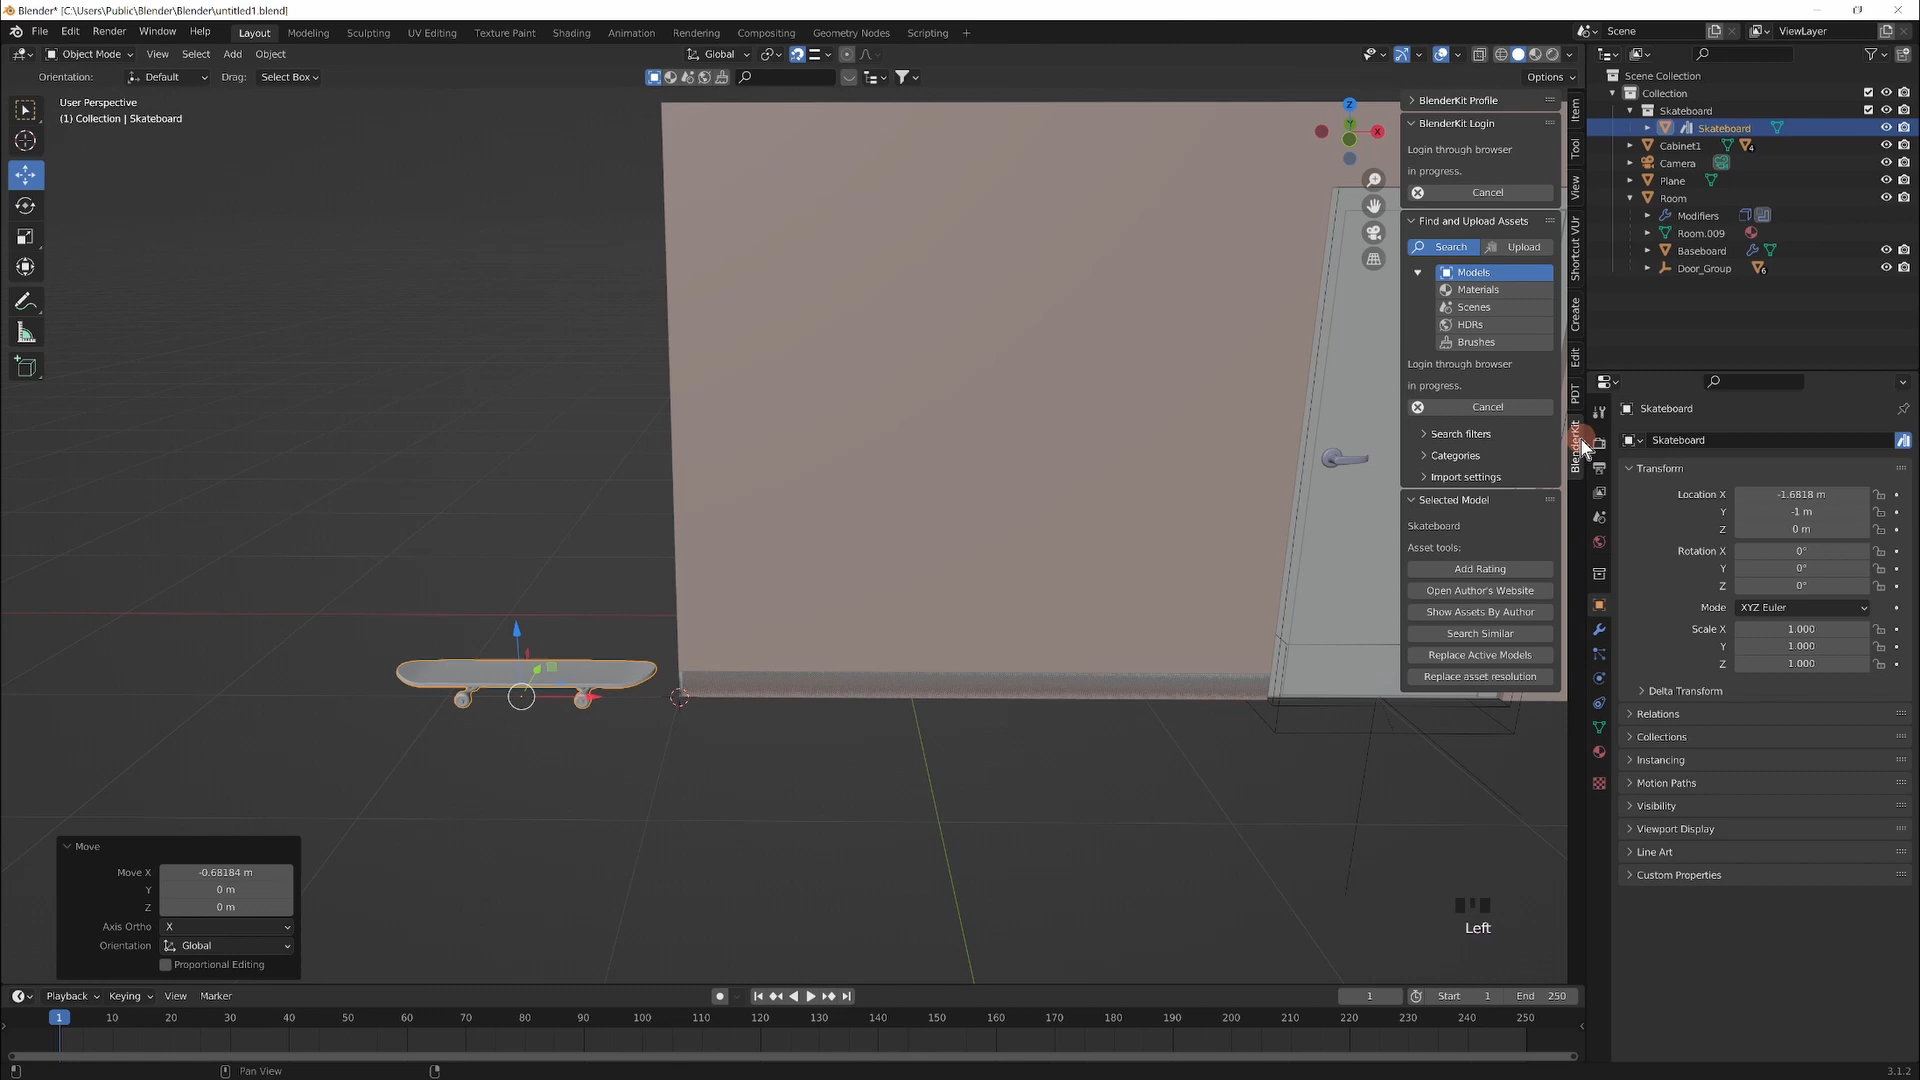 Blender* [C:\Users\Public\Blender\Blender\untitled1.blend]
File Edit Render Window Help Layout Modeling Sculpting UV Editing Texture Paint Shading Animation Rendering Compositing Geometry Nodes Scripting + Scene ViewLayer
Object Mode View Select Add Object Global
Orientation: Default Drag: Select Box Options
User Perspective
(1) Collection | Skateboard
Z
Y
X
BlenderKit Profile
BlenderKit Login
Login through browser
in progress.
Cancel
Find and Upload Assets
Search Upload
Models
Materials
Scenes
HDRs
Brushes
Login through browser
in progress.
Cancel
Search filters
Categories
Import settings
Selected Model
Skateboard
Asset tools:
Add Rating
Open Author's Website
Show Assets By Author
Search Similar
Replace Active Models
Replace asset resolution
Item
Tool
View
Shortcut VUr
Create
Edit
PDT
BlenderKit
Scene Collection
Collection
Skateboard
Skateboard
Cabinet1 4
Camera
Plane
Room
Modifiers
Room.009
Baseboard
Door_Group 6
Skateboard
Skateboard
Transform
Location X -1.6818 m
Y -1 m
Z 0 m
Rotation X 0°
Y 0°
Z 0°
Mode XYZ Euler
Scale X 1.000
Y 1.000
Z 1.000
Delta Transform
Relations
Collections
Instancing
Motion Paths
Visibility
Viewport Display
Line Art
Custom Properties
Move
Move X -0.68184 m
Y 0 m
Z 0 m
Axis Ortho X
Orientation Global
Proportional Editing
Left
Playback Keying View Marker 1 Start 1 End 250
1 10 20 30 40 50 60 70 80 90 100 110 120 130 140 150 160 170 180 190 200 210 220 230 240 250
Pan View 3.1.2